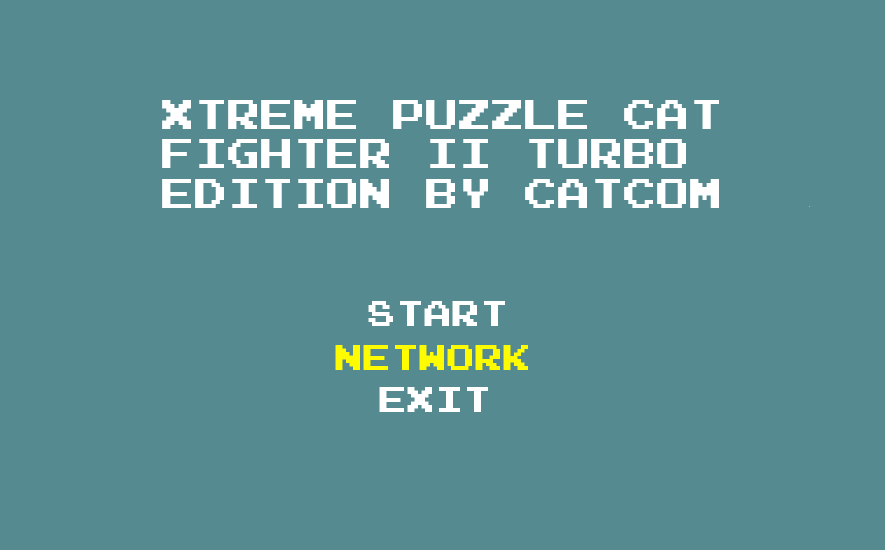 XTREME PUZZLE CAT
FIGHTER II TURBO
EDITION BY CATCOM
START
NETWORK
EXIT